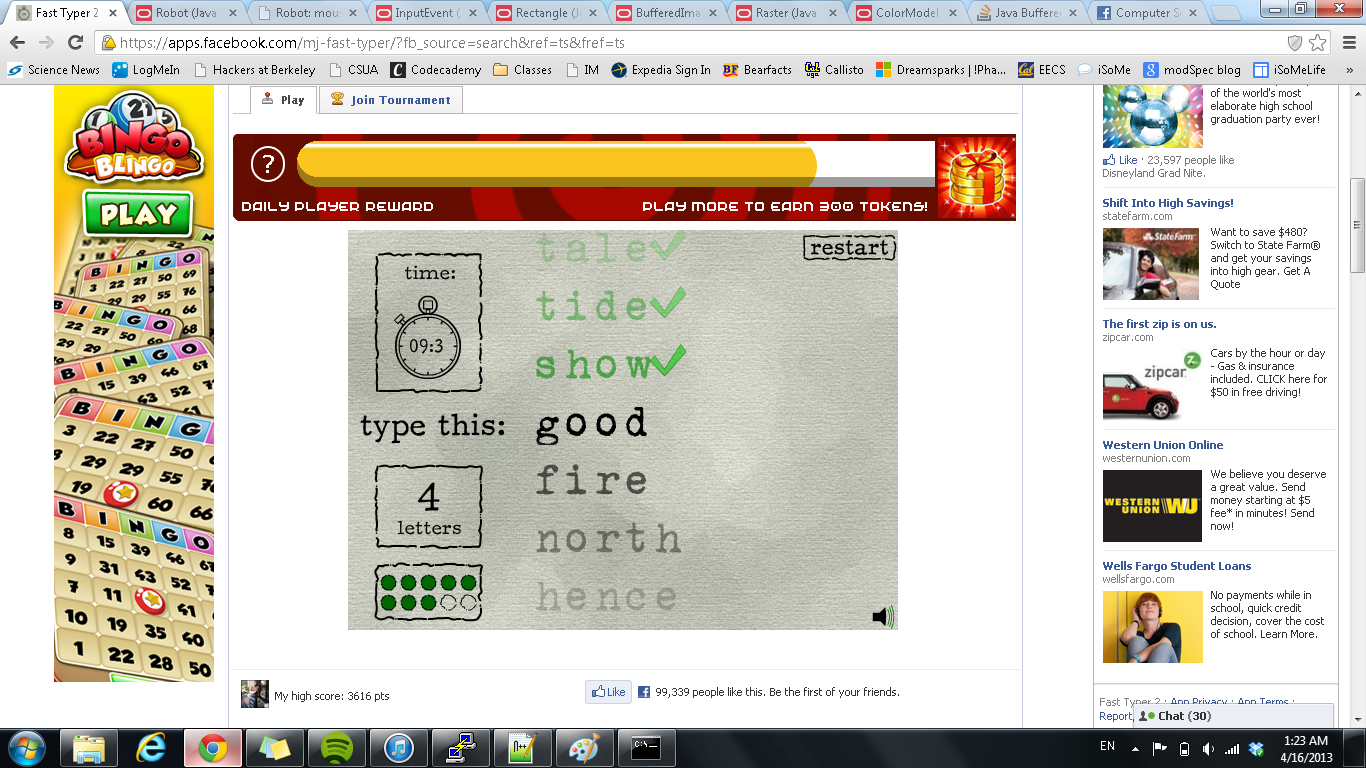 Fast Typer 2
Robot (Java
Robot: mou
InputEvent (
Rectangle (J
BufferedIma
Raster (Java
ColorModel
Java Buffere
Computer S
https://apps.facebook.com/mj-fast-typer/?fb_source=search&ref=ts&fref=ts
Science News
LogMeIn
Hackers at Berkeley
CSUA
Codecademy
Classes
IM
Expedia Sign In
Bearfacts
Callisto
Dreamsparks | !Pha...
EECS
iSoMe
modSpec blog
iSoMeLife
»
Play
Join Tournament
BINGO
BLINGO
PLAY
?
DAILY PLAYER REWARD
PLAY MORE TO EARN 300 TOKENS!
time:
09:3
tale
restart
tide
show
type this:
good
4
letters
fire
north
hence
My high score: 3616 pts
Like
99,339 people like this. Be the first of your friends.
of the world's most
elaborate high school
graduation party ever!
Like · 23,597 people like
Disneyland Grad Nite.
Shift Into High Savings!
statefarm.com
StateFarm
Want to save $480?
Switch to State Farm®
and get your savings
into high gear. Get A
Quote
The first zip is on us.
zipcar.com
zipcar
Cars by the hour or day
- Gas & insurance
included. CLICK here for
$50 in free driving!
Western Union Online
westernunion.com
WESTERN
UNION
WU
We believe you deserve
a great value. Send
money starting at $5
fee* in minutes! Send
now!
Wells Fargo Student Loans
wellsfargo.com
No payments while in
school, quick credit
decision, cover the cost
of school. Learn More.
Fast Typer 2 · App Privacy · App Terms ·
Report
Chat (30)
EN
1:23 AM
4/16/2013